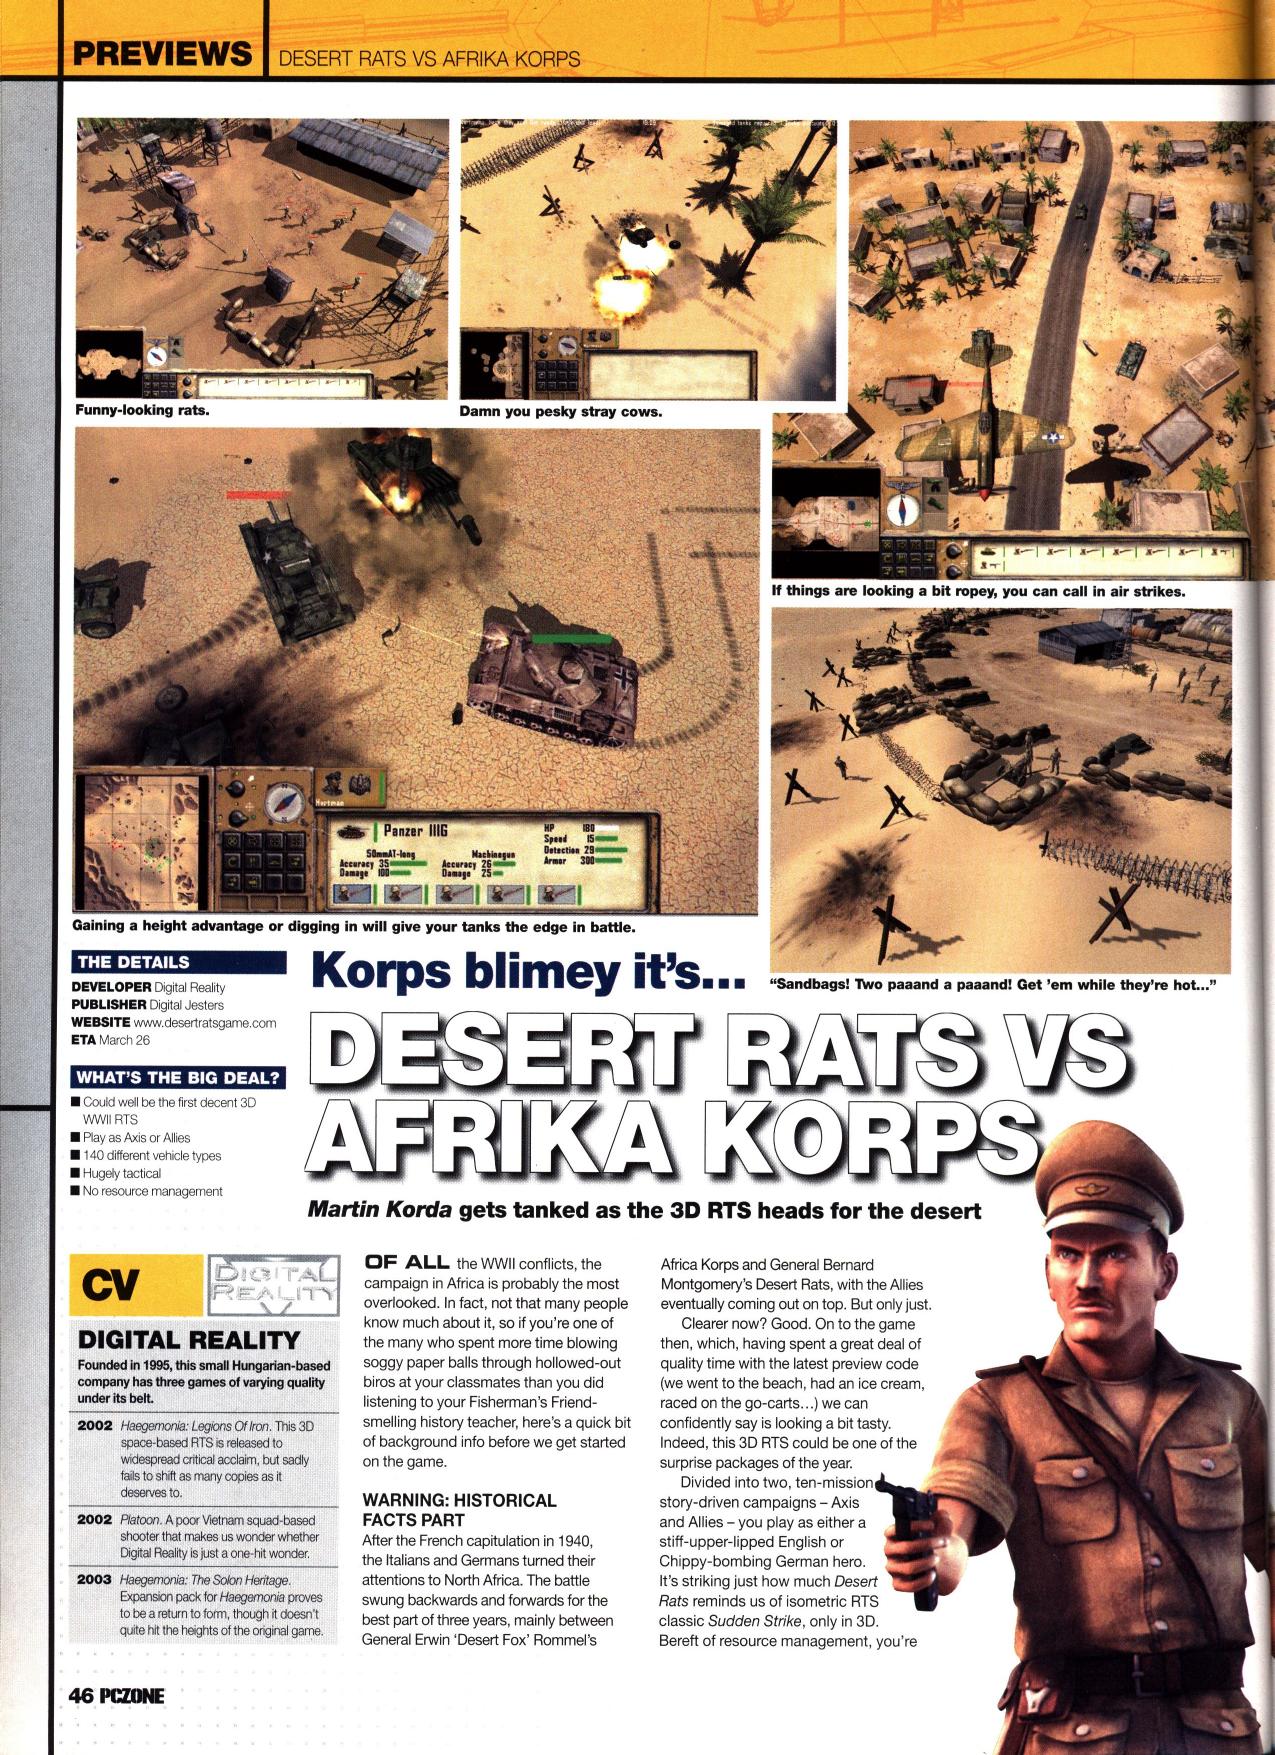 PREVIEWS
DESERT RATS VS AFRIKA KORPS
Funny-looking rats.
Damn you pesky stray cows.
If things are looking a bit ropey, you can call in air strikes.
Hartman
Panzer IIIG
50mmAT-long
Accuracy 35
Damage 100
Machinegun
Accuracy 26
Damage 25
HP 180
Speed 15
Detection 29
Armor 300
Gaining a height advantage or digging in will give your tanks the edge in battle.
"Sandbags! Two paaand a paaand! Get 'em while they're hot..."
THE DETAILS
DEVELOPER Digital Reality
PUBLISHER Digital Jesters
WEBSITE www.desertratsgame.com
ETA March 26
WHAT'S THE BIG DEAL?
■ Could well be the first decent 3D
WWII RTS
■ Play as Axis or Allies
■ 140 different vehicle types
■ Hugely tactical
■ No resource management
Korps blimey it's...
DESERT RATS VS
AFRIKA KORPS
Martin Korda gets tanked as the 3D RTS heads for the desert
CV
DIGITAL
REALITY
DIGITAL REALITY
Founded in 1995, this small Hungarian-based
company has three games of varying quality
under its belt.
2002 Haegemonia: Legions Of Iron. This 3D
space-based RTS is released to
widespread critical acclaim, but sadly
fails to shift as many copies as it
deserves to.
2002 Platoon. A poor Vietnam squad-based
shooter that makes us wonder whether
Digital Reality is just a one-hit wonder.
2003 Haegemonia: The Solon Heritage.
Expansion pack for Haegemonia proves
to be a return to form, though it doesn't
quite hit the heights of the original game.
OF ALL the WWII conflicts, the
campaign in Africa is probably the most
overlooked. In fact, not that many people
know much about it, so if you're one of
the many who spent more time blowing
soggy paper balls through hollowed-out
biros at your classmates than you did
listening to your Fisherman's Friend-
smelling history teacher, here's a quick bit
of background info before we get started
on the game.
WARNING: HISTORICAL
FACTS PART
After the French capitulation in 1940,
the Italians and Germans turned their
attentions to North Africa. The battle
swung backwards and forwards for the
best part of three years, mainly between
General Erwin 'Desert Fox' Rommel's
Africa Korps and General Bernard
Montgomery's Desert Rats, with the Allies
eventually coming out on top. But only just.
Clearer now? Good. On to the game
then, which, having spent a great deal of
quality time with the latest preview code
(we went to the beach, had an ice cream,
raced on the go-carts...) we can
confidently say is looking a bit tasty.
Indeed, this 3D RTS could be one of the
surprise packages of the year.
Divided into two, ten-mission
story-driven campaigns – Axis
and Allies – you play as either a
stiff-upper-lipped English or
Chippy-bombing German hero.
It's striking just how much Desert
Rats reminds us of isometric RTS
classic Sudden Strike, only in 3D.
Bereft of resource management, you're
46 PCZONE